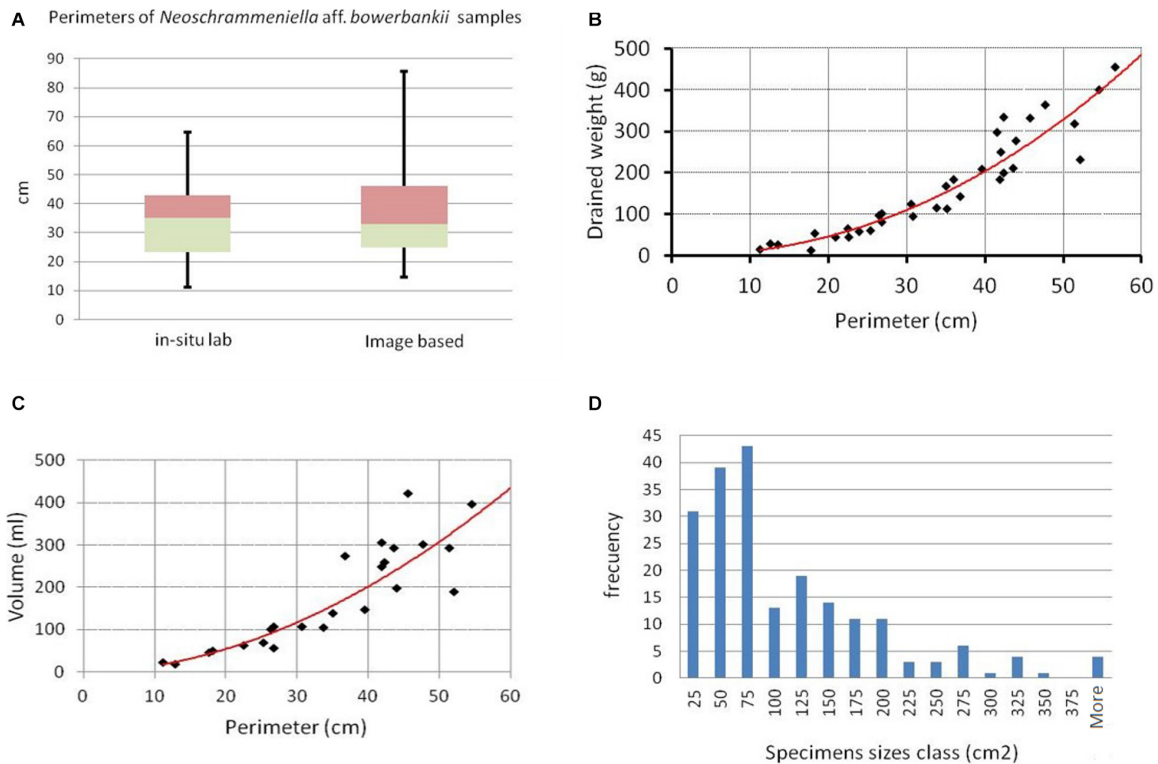 A
Perimeters of Neoschrammeniella aff. bowerbankii samples
90
80
70
60
50
40
30
20
10
0
cm
in-situ lab
Image based
B
500
400
300
200
100
0
Drained weight (g)
0 10 20 30 40 50 60
Perimeter (cm)
C
500
400
300
200
100
0
Volume (ml)
0 10 20 30 40 50 60
Perimeter (cm)
D
45
40
35
30
25
20
15
10
5
0
frecuency
25 50 75 100 125 150 175 200 225 250 275 300 325 350 375 More
Specimens sizes class (cm2)